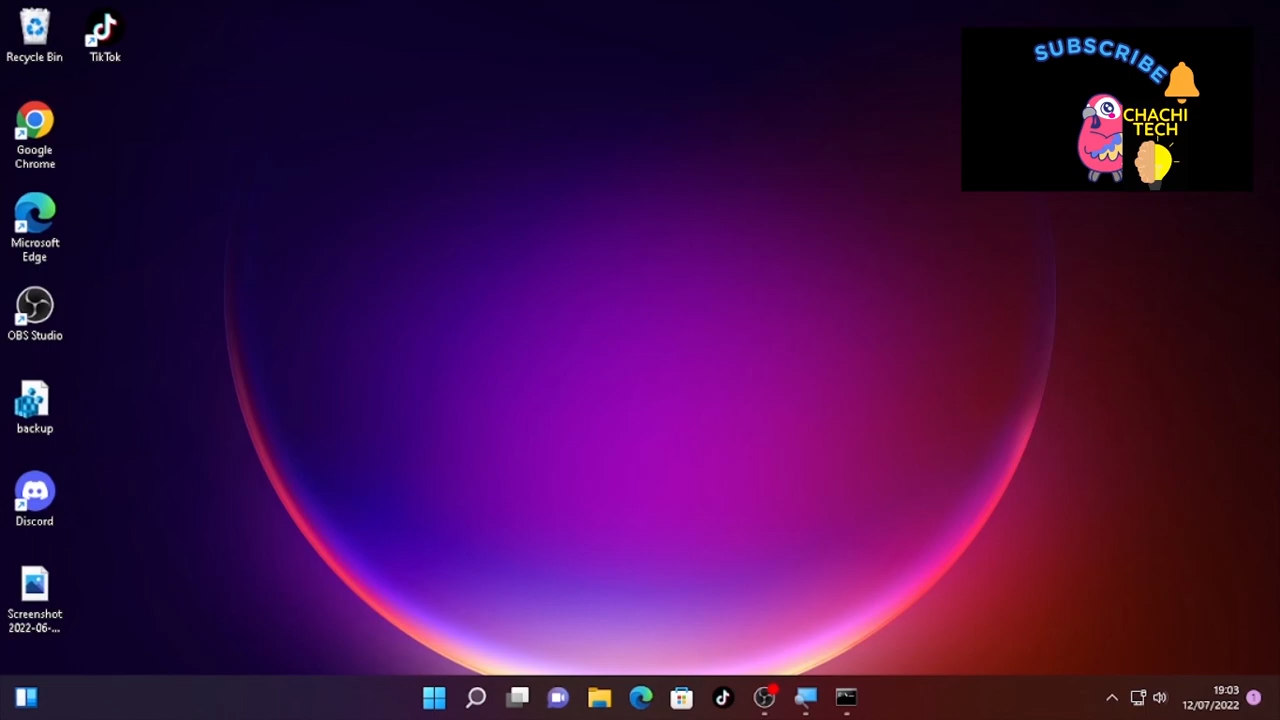 Recycle Bin
TikTok
Google
Chrome
Microsoft
Edge
OBS Studio
backup
Discord
Screenshot
2022-06-...
SUBSCRIBE
CHACHI
TECH
19:03
12/07/2022
1